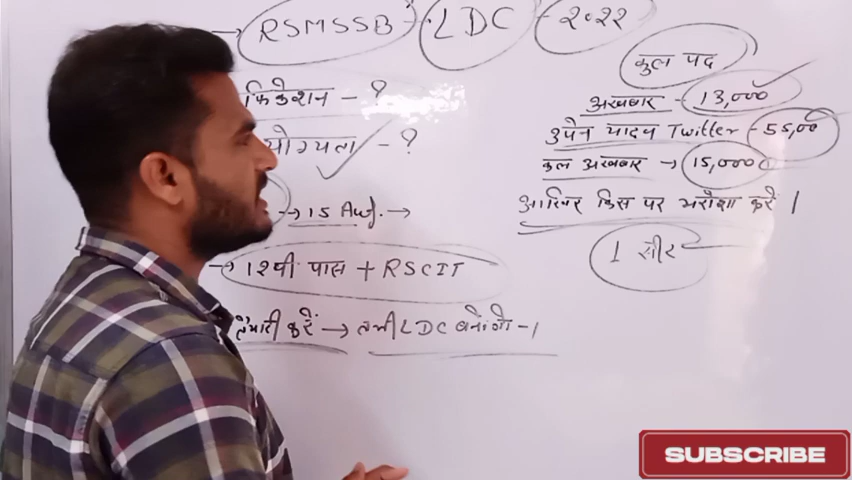 → RSMSSB - LDC - २०२२
फिकेशन - ?
योग्यता - ?
→ 15 Aug. →
→ 12वी पास + RSCIT
तैयारी करें → तभी LDC बनोगे - ।
कुल पद
अखबार - 13,000
उपेन यादव Twitter - 55,00
कल अखबार → 15,000
आखिर किस पर भरोशा करें ।
1 सीट
SUBSCRIBE